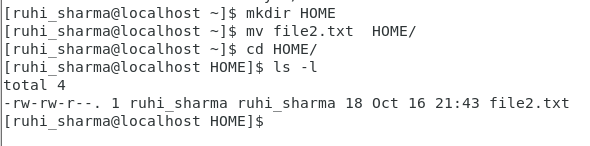 [ruhi_sharma@localhost ~]$ mkdir HOME
[ruhi_sharma@localhost ~]$ mv file2.txt  HOME/
[ruhi_sharma@localhost ~]$ cd HOME/
[ruhi_sharma@localhost HOME]$ ls -l
total 4
-rw-rw-r--. 1 ruhi_sharma ruhi_sharma 18 Oct 16 21:43 file2.txt
[ruhi_sharma@localhost HOME]$